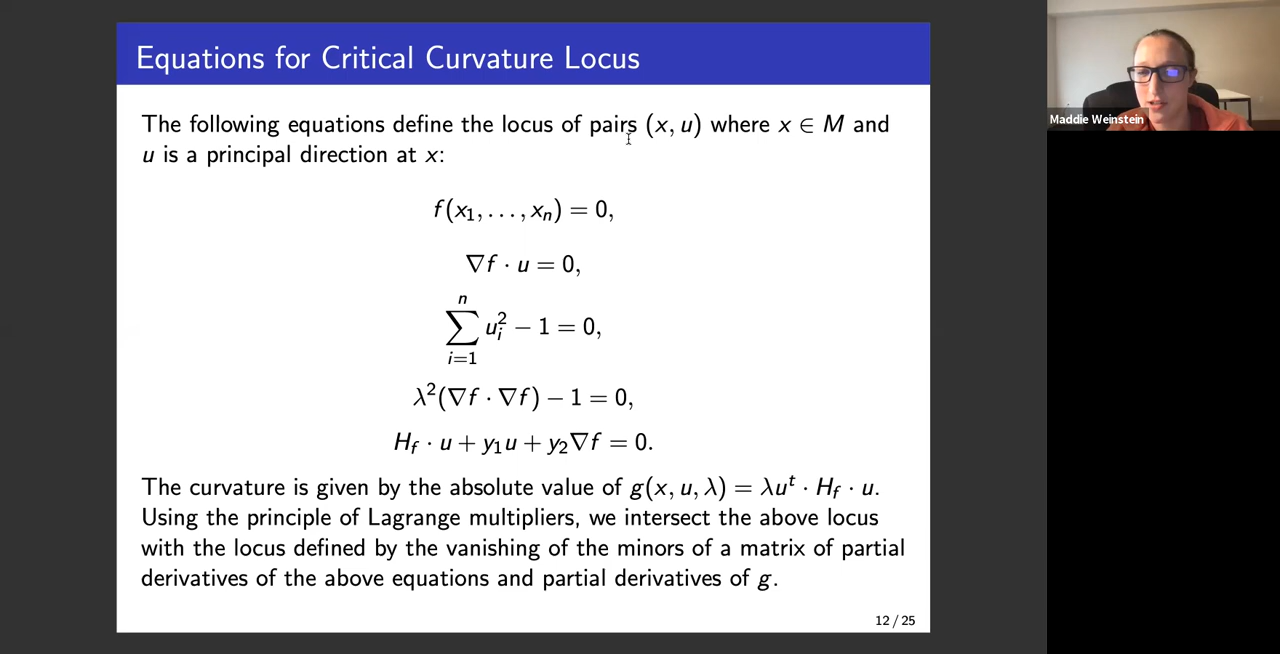 Equations for Critical Curvature Locus
The following equations define the locus of pairs (x, u) where x ∈ M and
u is a principal direction at x:
f(x₁, . . . , xₙ) = 0,
∇f · u = 0,
∑ⁿᵢ₌₁ uᵢ² − 1 = 0,
λ²(∇f · ∇f) − 1 = 0,
H_f · u + y₁u + y₂∇f = 0.
The curvature is given by the absolute value of g(x, u, λ) = λuᵗ · H_f · u.
Using the principle of Lagrange multipliers, we intersect the above locus
with the locus defined by the vanishing of the minors of a matrix of partial
derivatives of the above equations and partial derivatives of g.
12 / 25
Maddie Weinstein